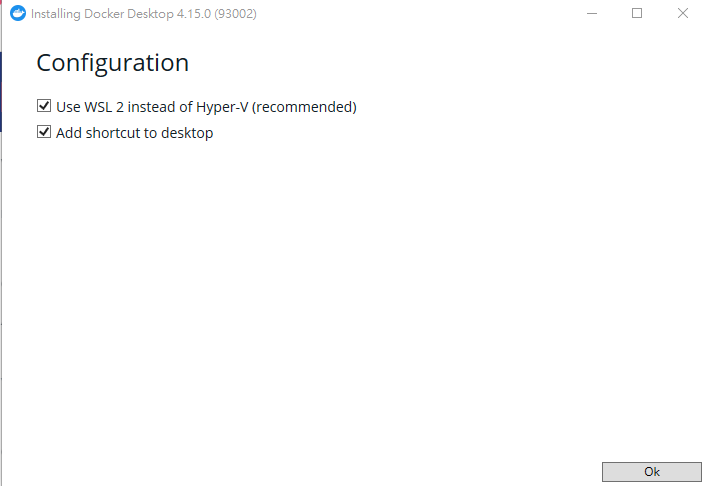 Installing Docker Desktop 4.15.0 (93002)
Configuration
Use WSL 2 instead of Hyper-V (recommended)
Add shortcut to desktop
Ok